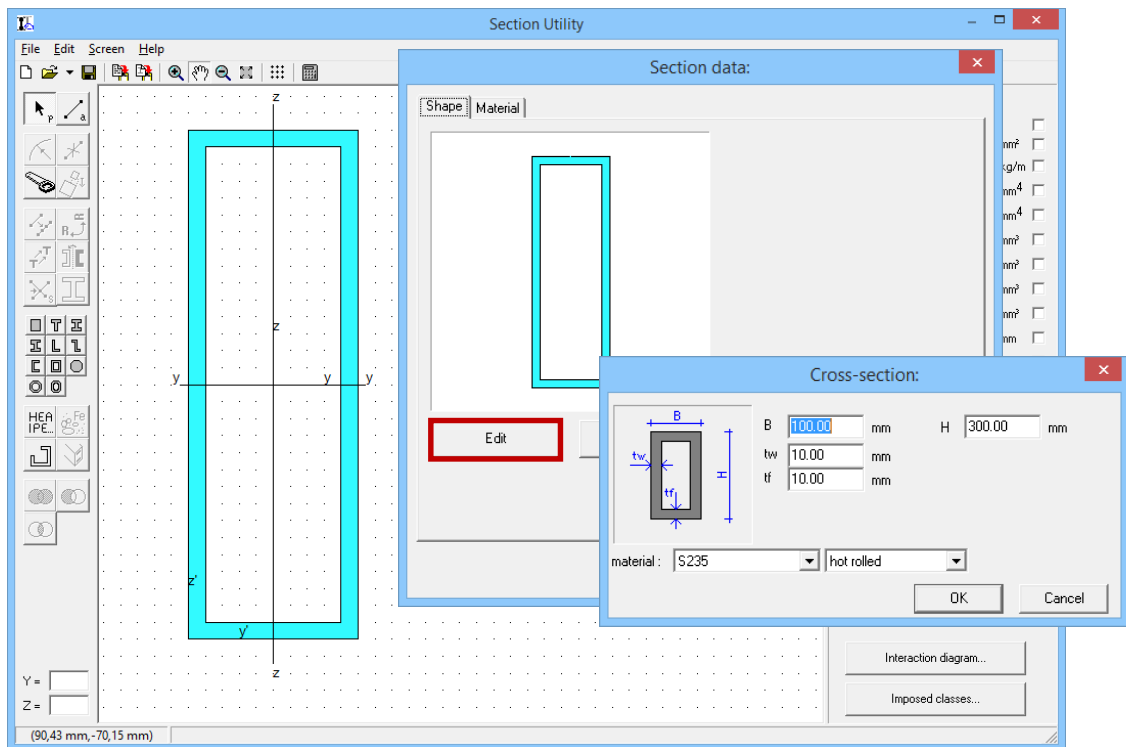 Section Utility
File Edit Screen Help
Section data:
Shape Material
Edit
Cross-section:
B
tw
tf
H
B 100.00 mm H 300.00 mm
tw 10.00 mm
tf 10.00 mm
material : S235 hot rolled
OK Cancel
p a
R
T
s
HEA
IPE... Fe
z
z
y y y
z'
y'
z
mm²
kg/m
mm4
mm4
mm³
mm³
mm³
mm³
mm
Interaction diagram...
Imposed classes...
Y =
Z =
(90,43 mm,-70,15 mm)